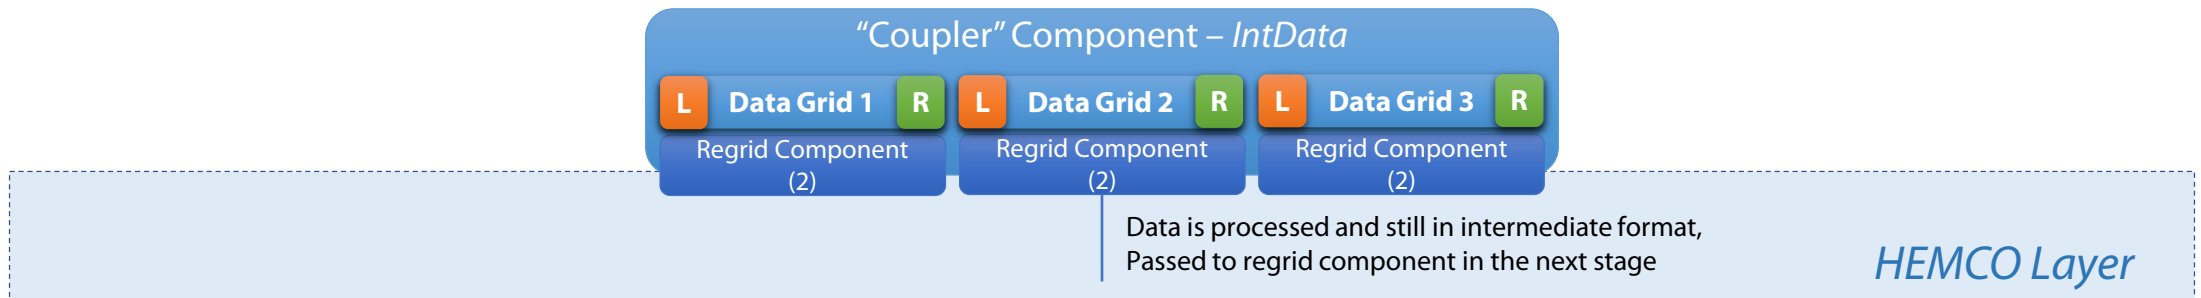 “Coupler” Component – IntData
L Data Grid 1 R L Data Grid 2 R L Data Grid 3 R
Regrid Component Regrid Component Regrid Component
(2) (2) (2)
Data is processed and still in intermediate format,
Passed to regrid component in the next stage
HEMCO Layer